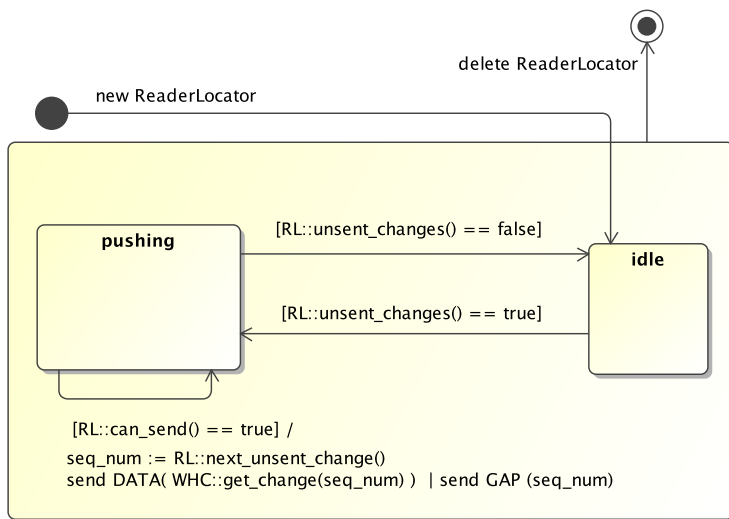 delete ReaderLocator
new ReaderLocator
[RL::unsent_changes() == false]
pushing
idle
[RL::unsent_changes() == true]
[RL::can_send() == true] /
seq_num := RL::next_unsent_change()
send DATA( WHC::get_change(seq_num) ) | send GAP (seq_num)